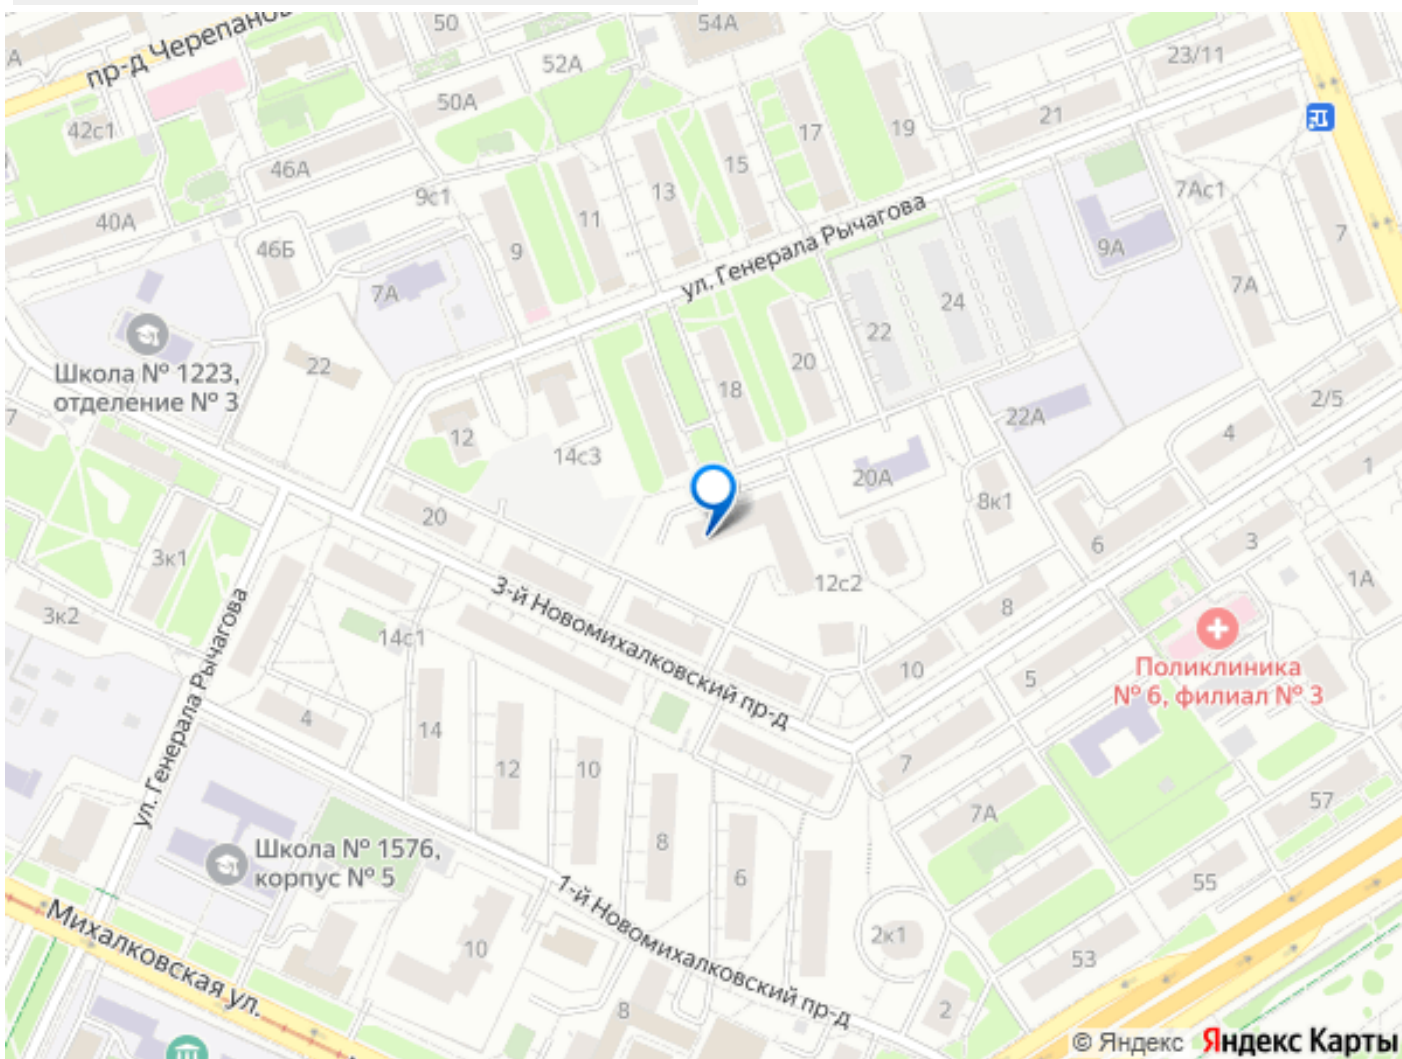 пр-д Черепанов
50
54А
23/11
А
52А
50А
42с1
17
19
21
15
46А
13
9с1
7Ас1
40А
11
46Б
9
ул. Генерала Рычагова
9А
7
7А
24
7А
22
Школа № 1223,
отделение № 3
22
20
18
2/5
7
12
14с3
22А
4
20А
1
20
8к1
6
3
3к1
12с2
1А
3-й Новомихалковский пр-д
8
3к2
14с1
10
5
Поликлиника
№ 6, филиал № 3
ул. Генерала Рычагова
4
14
12
10
7
7А
57
Школа № 1576,
корпус № 5
8
6
55
1-й Новомихалковский пр-д
Михалковская ул.
10
2к1
53
8
2
© Яндекс Яндекс Карты